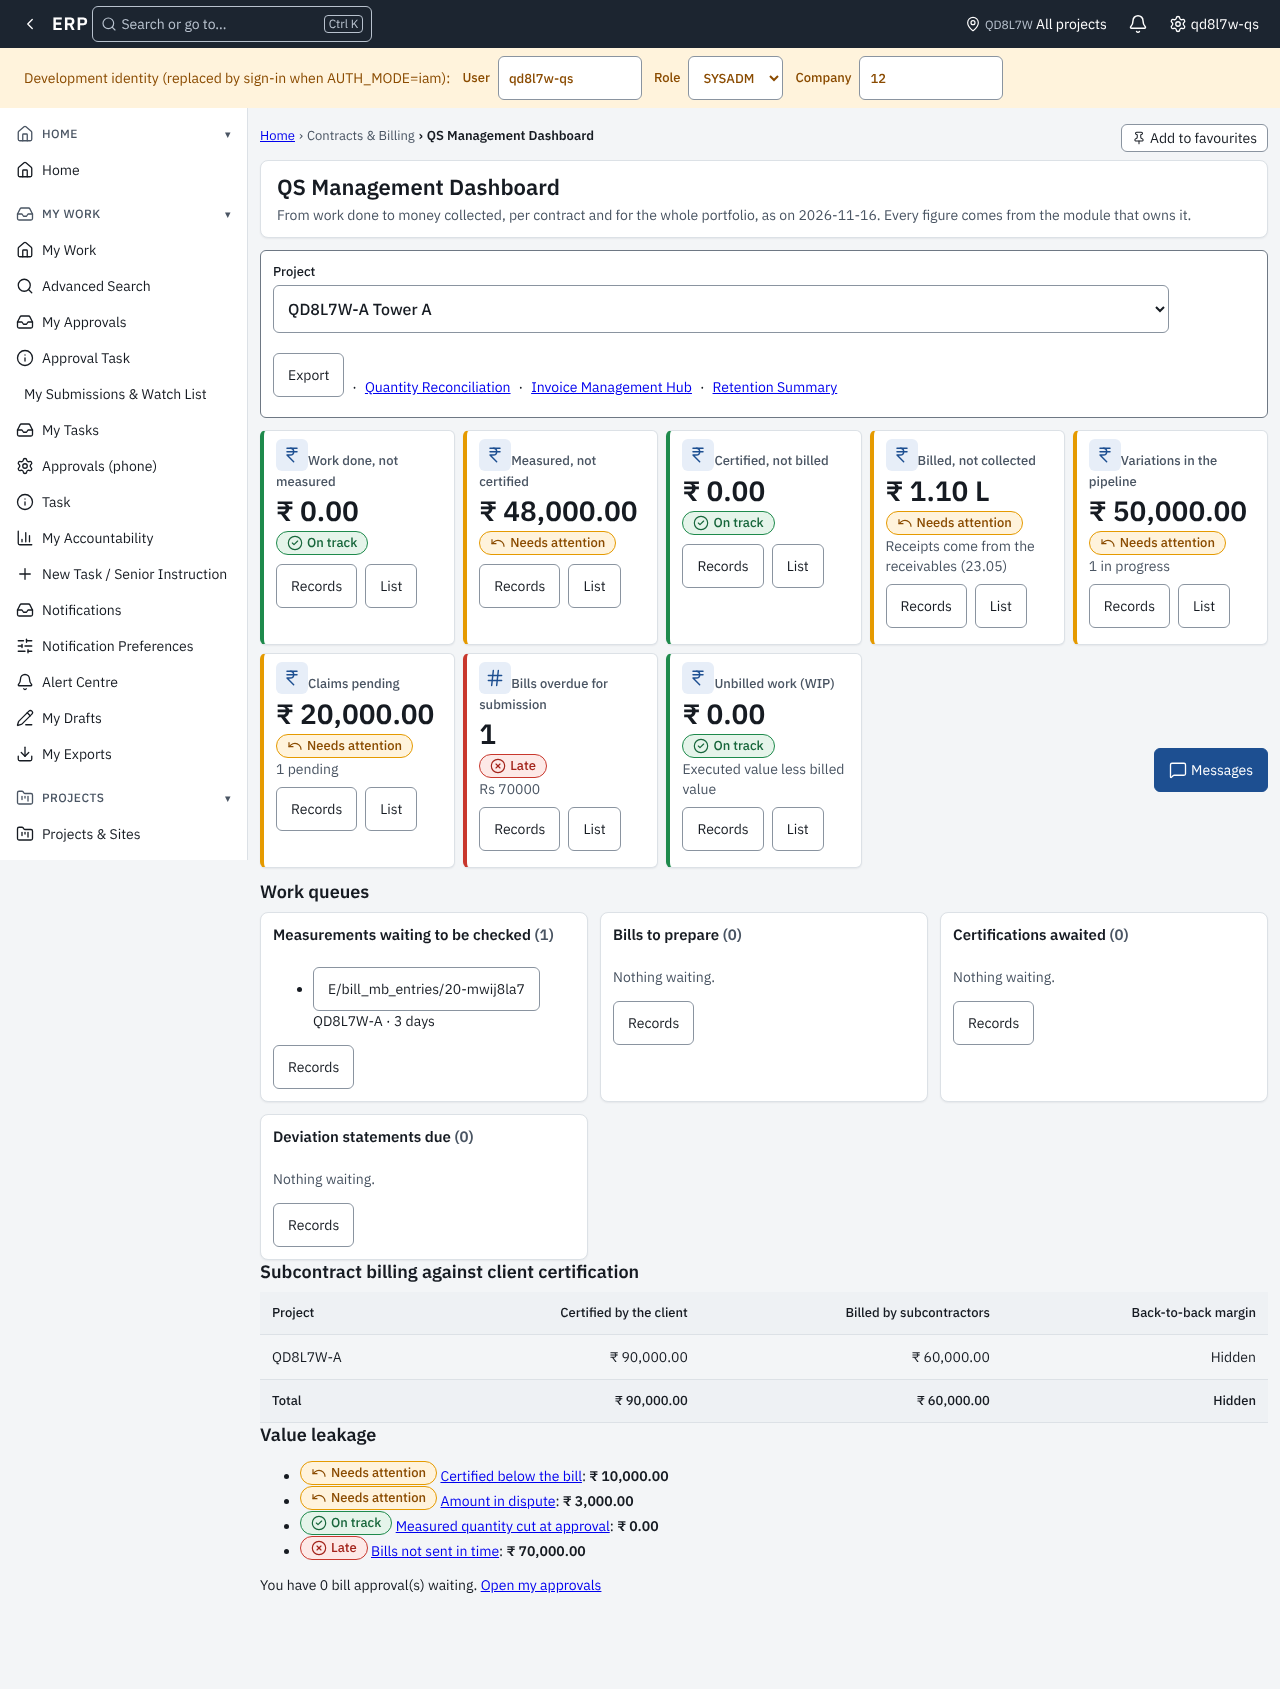 ERP Search or go to... Ctrl K QD8L7W All projects qd8l7w-qs
Development identity (replaced by sign-in when AUTH_MODE=iam): User qd8l7w-qs Role SYSADM Company 12
HOME
Home
MY WORK
My Work
Advanced Search
My Approvals
Approval Task
My Submissions & Watch List
My Tasks
Approvals (phone)
Task
My Accountability
New Task / Senior Instruction
Notifications
Notification Preferences
Alert Centre
My Drafts
My Exports
PROJECTS
Projects & Sites
Home › Contracts & Billing › QS Management Dashboard
Add to favourites
QS Management Dashboard
From work done to money collected, per contract and for the whole portfolio, as on 2026-11-16. Every figure comes from the module that owns it.
Project
QD8L7W-A Tower A
Export · Quantity Reconciliation · Invoice Management Hub · Retention Summary
₹ Work done, not
measured
₹ 0.00
On track
Records List
₹ Measured, not
certified
₹ 48,000.00
Needs attention
Records List
₹ Certified, not billed
₹ 0.00
On track
Records List
₹ Billed, not collected
₹ 1.10 L
Needs attention
Receipts come from the
receivables (23.05)
Records List
₹ Variations in the
pipeline
₹ 50,000.00
Needs attention
1 in progress
Records List
₹ Claims pending
₹ 20,000.00
Needs attention
1 pending
Records List
# Bills overdue for
submission
1
Late
Rs 70000
Records List
₹ Unbilled work (WIP)
₹ 0.00
On track
Executed value less billed
value
Records List
Messages
Work queues
Measurements waiting to be checked (1)
• E/bill_mb_entries/20-mwij8la7
QD8L7W-A · 3 days
Records
Bills to prepare (0)
Nothing waiting.
Records
Certifications awaited (0)
Nothing waiting.
Records
Deviation statements due (0)
Nothing waiting.
Records
Subcontract billing against client certification
Project Certified by the client Billed by subcontractors Back-to-back margin
QD8L7W-A ₹ 90,000.00 ₹ 60,000.00 Hidden
Total ₹ 90,000.00 ₹ 60,000.00 Hidden
Value leakage
• Needs attention Certified below the bill: ₹ 10,000.00
• Needs attention Amount in dispute: ₹ 3,000.00
• On track Measured quantity cut at approval: ₹ 0.00
• Late Bills not sent in time: ₹ 70,000.00
You have 0 bill approval(s) waiting. Open my approvals